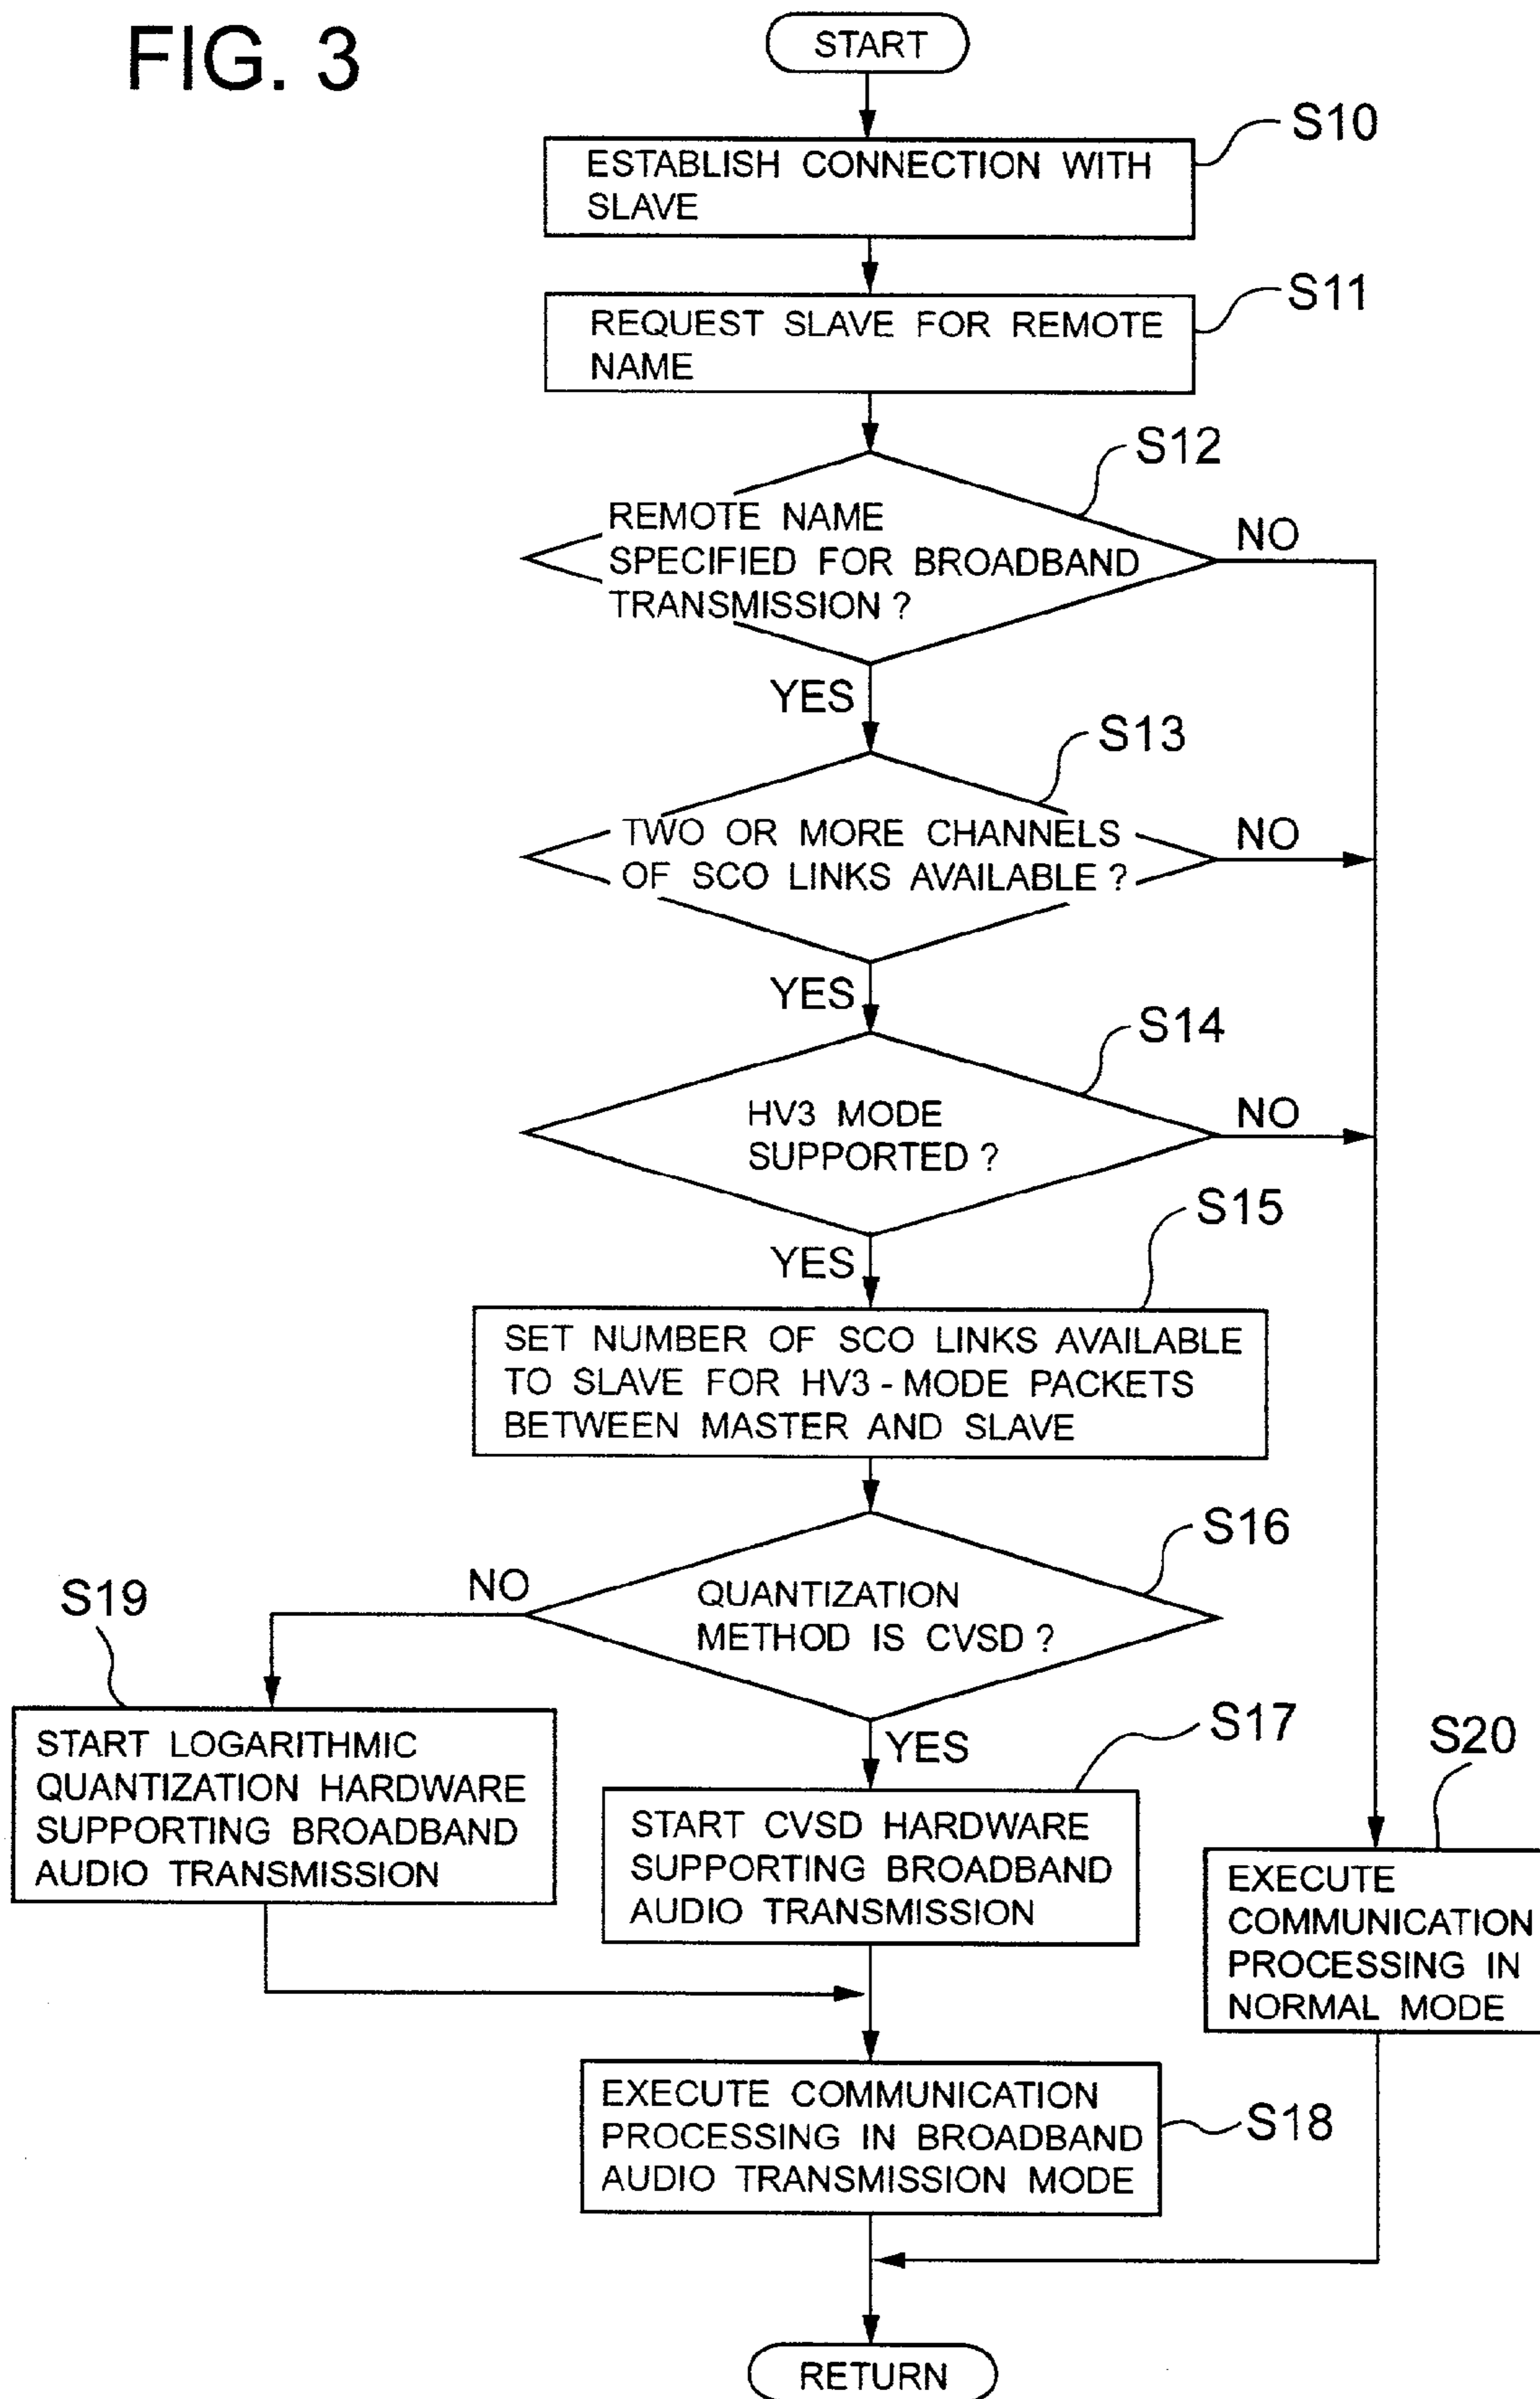 FIG. 3
START
S10
ESTABLISH CONNECTION WITH
SLAVE
S11
REQUEST SLAVE FOR REMOTE
NAME
S12
REMOTE NAME
SPECIFIED FOR BROADBAND
TRANSMISSION ?
NO
YES
S13
TWO OR MORE CHANNELS
OF SCO LINKS AVAILABLE ?
NO
YES
S14
HV3 MODE
SUPPORTED ?
NO
YES
S15
SET NUMBER OF SCO LINKS AVAILABLE
TO SLAVE FOR HV3 - MODE PACKETS
BETWEEN MASTER AND SLAVE
S16
QUANTIZATION
METHOD IS CVSD ?
NO
YES
S19
START LOGARITHMIC
QUANTIZATION HARDWARE
SUPPORTING BROADBAND
AUDIO TRANSMISSION
S17
START CVSD HARDWARE
SUPPORTING BROADBAND
AUDIO TRANSMISSION
S20
EXECUTE
COMMUNICATION
PROCESSING IN
NORMAL MODE
S18
EXECUTE COMMUNICATION
PROCESSING IN BROADBAND
AUDIO TRANSMISSION MODE
RETURN